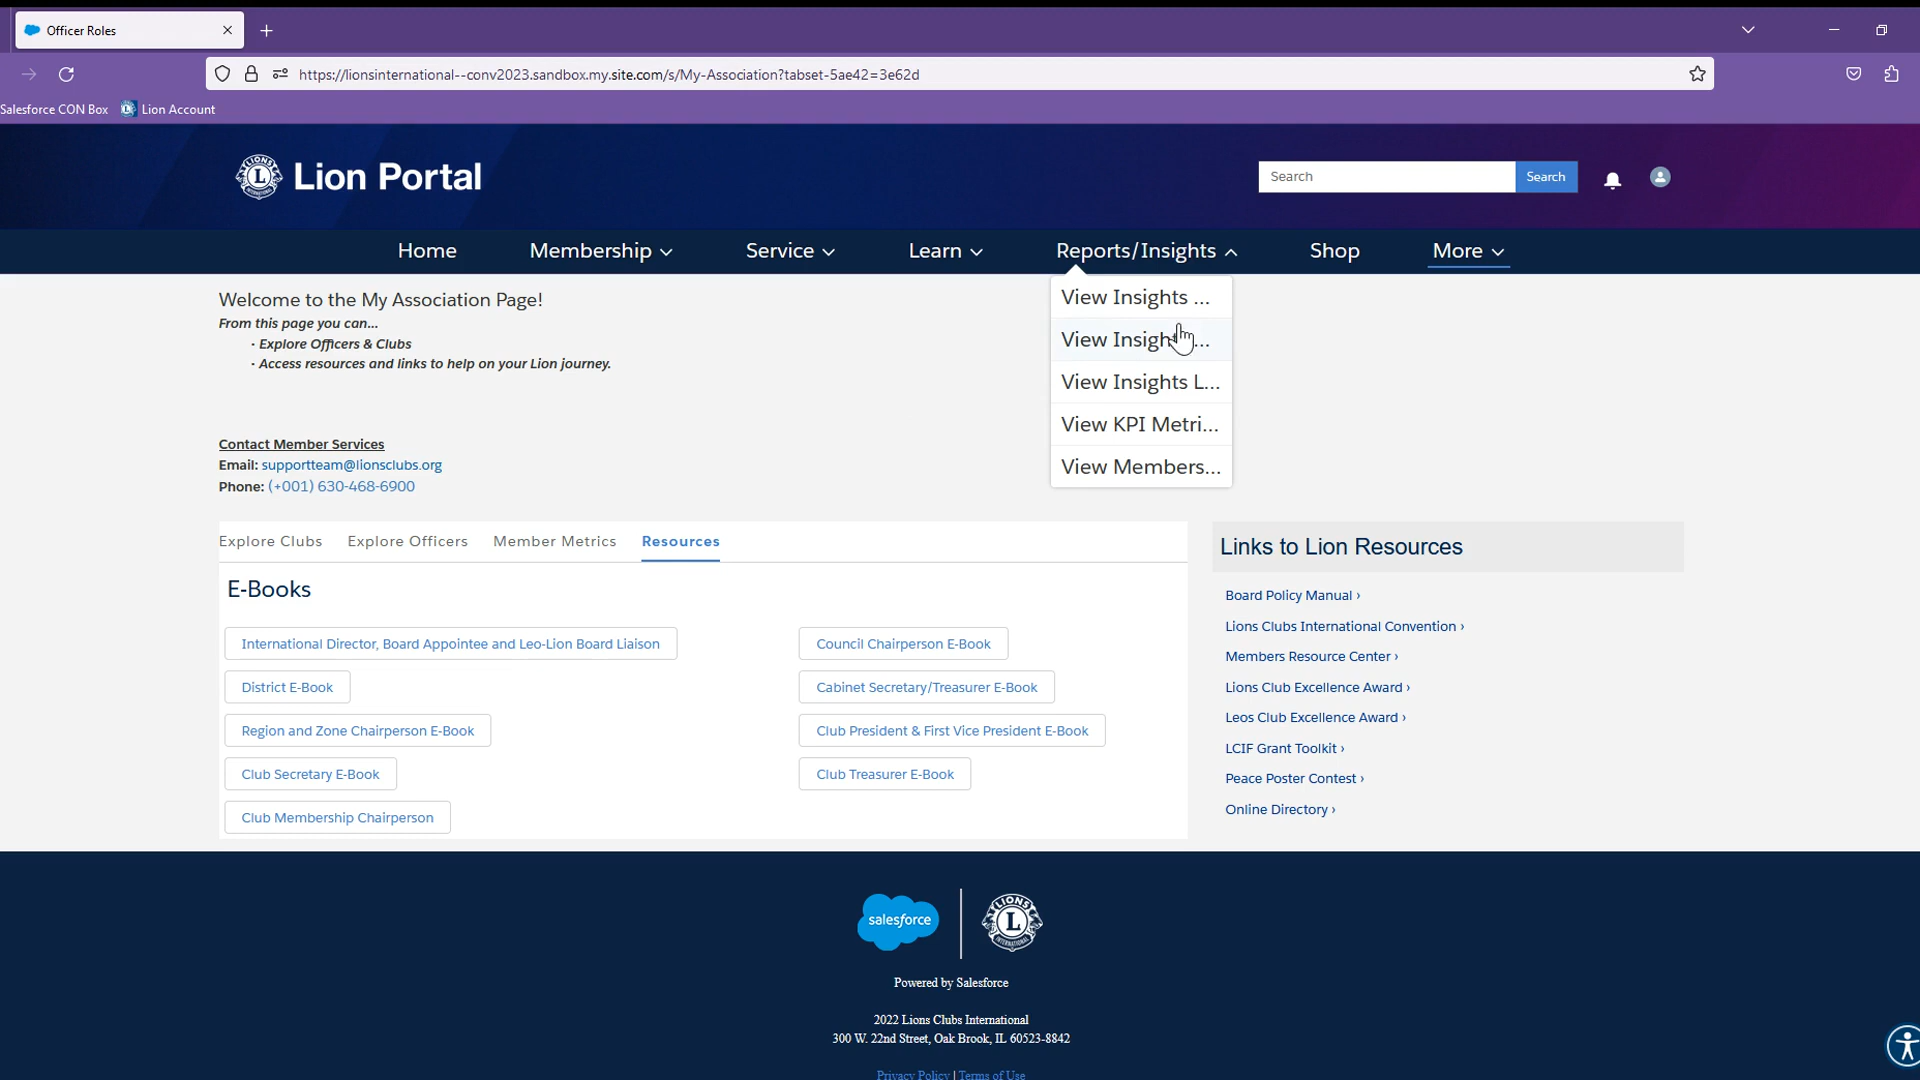 Officer Roles
https://lionsinternational--conv2023.sandbox.my.site.com/s/My-Association?tabset-5ae42=3e62d
Salesforce CON Box Lion Account
Lion Portal
Search Search
Home Membership Service Learn Reports/Insights Shop More
Welcome to the My Association Page!
From this page you can...
· Explore Officers & Clubs
· Access resources and links to help on your Lion journey.
View Insights ...
View Insights ...
View Insights L...
View KPI Metri...
View Members...
Contact Member Services
Email: supportteam@lionsclubs.org
Phone: (+001) 630-468-6900
Explore Clubs Explore Officers Member Metrics Resources
E-Books
International Director, Board Appointee and Leo-Lion Board Liaison
Council Chairperson E-Book
District E-Book
Cabinet Secretary/Treasurer E-Book
Region and Zone Chairperson E-Book
Club President & First Vice President E-Book
Club Secretary E-Book
Club Treasurer E-Book
Club Membership Chairperson
Links to Lion Resources
Board Policy Manual ›
Lions Clubs International Convention ›
Members Resource Center ›
Lions Club Excellence Award ›
Leos Club Excellence Award ›
LCIF Grant Toolkit ›
Peace Poster Contest ›
Online Directory ›
salesforce
LIONS
L
INTERNATIONAL
Powered by Salesforce
2022 Lions Clubs International
300 W. 22nd Street, Oak Brook, IL 60523-8842
Privacy Policy | Terms of Use